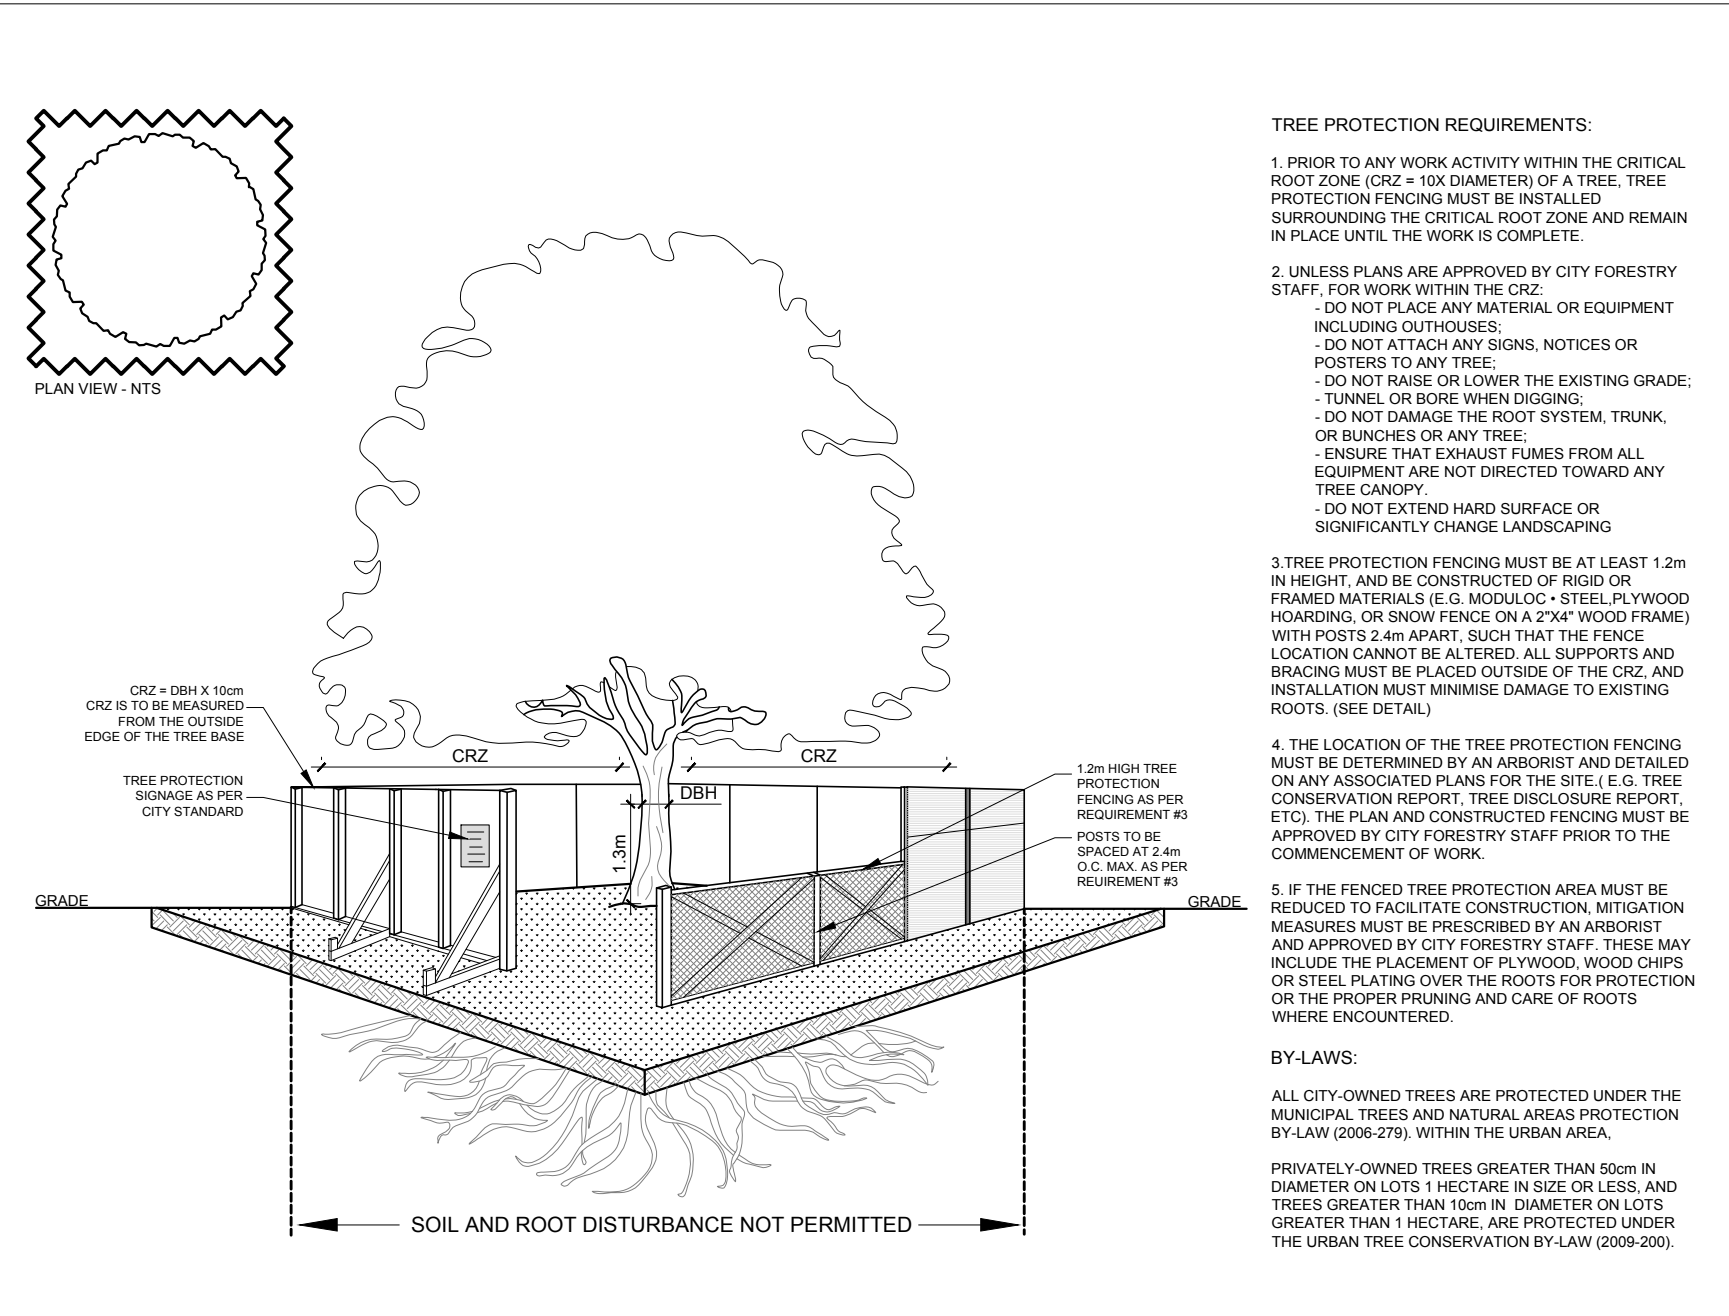 PLAN VIEW - NTS
CRZ = DBH X 10cm
CRZ IS TO BE MEASURED
FROM THE OUTSIDE
EDGE OF THE TREE BASE
TREE PROTECTION
SIGNAGE AS PER
CITY STANDARD
CRZ
CRZ
DBH
1.3m
1.2m HIGH TREE
PROTECTION
FENCING AS PER
REQUIREMENT #3
POSTS TO BE
SPACED AT 2.4m
O.C. MAX. AS PER
REUIREMENT #3
GRADE
GRADE
SOIL AND ROOT DISTURBANCE NOT PERMITTED
TREE PROTECTION REQUIREMENTS:
1. PRIOR TO ANY WORK ACTIVITY WITHIN THE CRITICAL
ROOT ZONE (CRZ = 10X DIAMETER) OF A TREE, TREE
PROTECTION FENCING MUST BE INSTALLED
SURROUNDING THE CRITICAL ROOT ZONE AND REMAIN
IN PLACE UNTIL THE WORK IS COMPLETE.
2. UNLESS PLANS ARE APPROVED BY CITY FORESTRY
STAFF, FOR WORK WITHIN THE CRZ:
- DO NOT PLACE ANY MATERIAL OR EQUIPMENT
INCLUDING OUTHOUSES;
- DO NOT ATTACH ANY SIGNS, NOTICES OR
POSTERS TO ANY TREE;
- DO NOT RAISE OR LOWER THE EXISTING GRADE;
- TUNNEL OR BORE WHEN DIGGING;
- DO NOT DAMAGE THE ROOT SYSTEM, TRUNK,
OR BUNCHES OR ANY TREE;
- ENSURE THAT EXHAUST FUMES FROM ALL
EQUIPMENT ARE NOT DIRECTED TOWARD ANY
TREE CANOPY.
- DO NOT EXTEND HARD SURFACE OR
SIGNIFICANTLY CHANGE LANDSCAPING
3.TREE PROTECTION FENCING MUST BE AT LEAST 1.2m
IN HEIGHT, AND BE CONSTRUCTED OF RIGID OR
FRAMED MATERIALS (E.G. MODULOC • STEEL,PLYWOOD
HOARDING, OR SNOW FENCE ON A 2"X4" WOOD FRAME)
WITH POSTS 2.4m APART, SUCH THAT THE FENCE
LOCATION CANNOT BE ALTERED. ALL SUPPORTS AND
BRACING MUST BE PLACED OUTSIDE OF THE CRZ, AND
INSTALLATION MUST MINIMISE DAMAGE TO EXISTING
ROOTS. (SEE DETAIL)
4. THE LOCATION OF THE TREE PROTECTION FENCING
MUST BE DETERMINED BY AN ARBORIST AND DETAILED
ON ANY ASSOCIATED PLANS FOR THE SITE.( E.G. TREE
CONSERVATION REPORT, TREE DISCLOSURE REPORT,
ETC). THE PLAN AND CONSTRUCTED FENCING MUST BE
APPROVED BY CITY FORESTRY STAFF PRIOR TO THE
COMMENCEMENT OF WORK.
5. IF THE FENCED TREE PROTECTION AREA MUST BE
REDUCED TO FACILITATE CONSTRUCTION, MITIGATION
MEASURES MUST BE PRESCRIBED BY AN ARBORIST
AND APPROVED BY CITY FORESTRY STAFF. THESE MAY
INCLUDE THE PLACEMENT OF PLYWOOD, WOOD CHIPS
OR STEEL PLATING OVER THE ROOTS FOR PROTECTION
OR THE PROPER PRUNING AND CARE OF ROOTS
WHERE ENCOUNTERED.
BY-LAWS:
ALL CITY-OWNED TREES ARE PROTECTED UNDER THE
MUNICIPAL TREES AND NATURAL AREAS PROTECTION
BY-LAW (2006-279). WITHIN THE URBAN AREA,
PRIVATELY-OWNED TREES GREATER THAN 50cm IN
DIAMETER ON LOTS 1 HECTARE IN SIZE OR LESS, AND
TREES GREATER THAN 10cm IN DIAMETER ON LOTS
GREATER THAN 1 HECTARE, ARE PROTECTED UNDER
THE URBAN TREE CONSERVATION BY-LAW (2009-200).